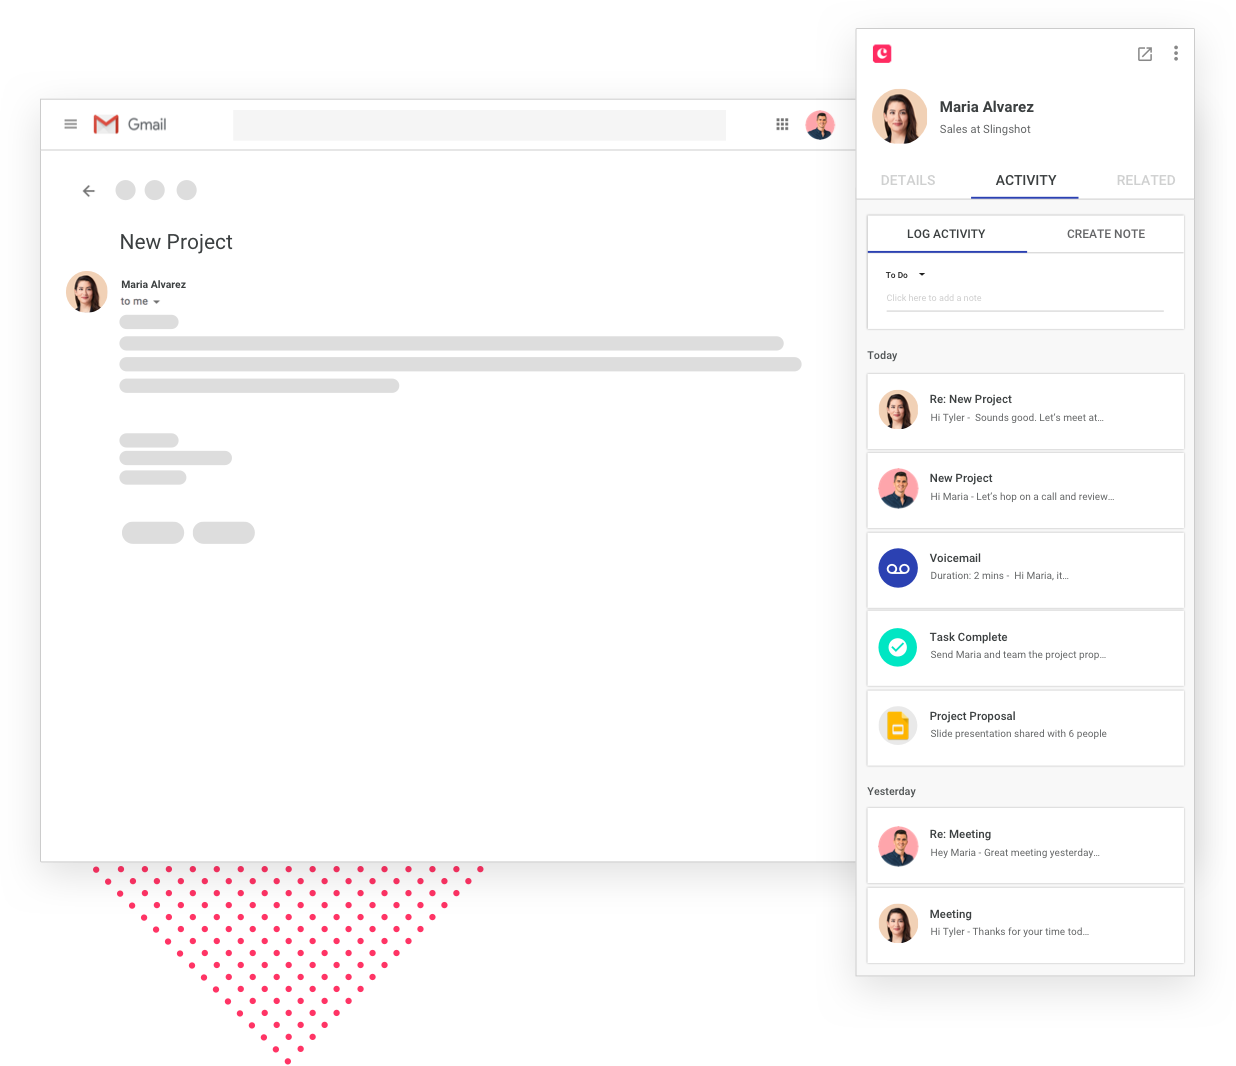 Gmail
New Project
Maria Alvarez
to me
Maria Alvarez
Sales at Slingshot
DETAILS
ACTIVITY
RELATED
LOG ACTIVITY
CREATE NOTE
To Do
Click here to add a note
Today
Re: New Project
Hi Tyler - Sounds good. Let's meet at...
New Project
Hi Maria - Let's hop on a call and review...
Voicemail
Duration: 2 mins - Hi Maria, it...
Task Complete
Send Maria and team the project prop...
Project Proposal
Slide presentation shared with 6 people
Yesterday
Re: Meeting
Hey Maria - Great meeting yesterday...
Meeting
Hi Tyler - Thanks for your time tod...